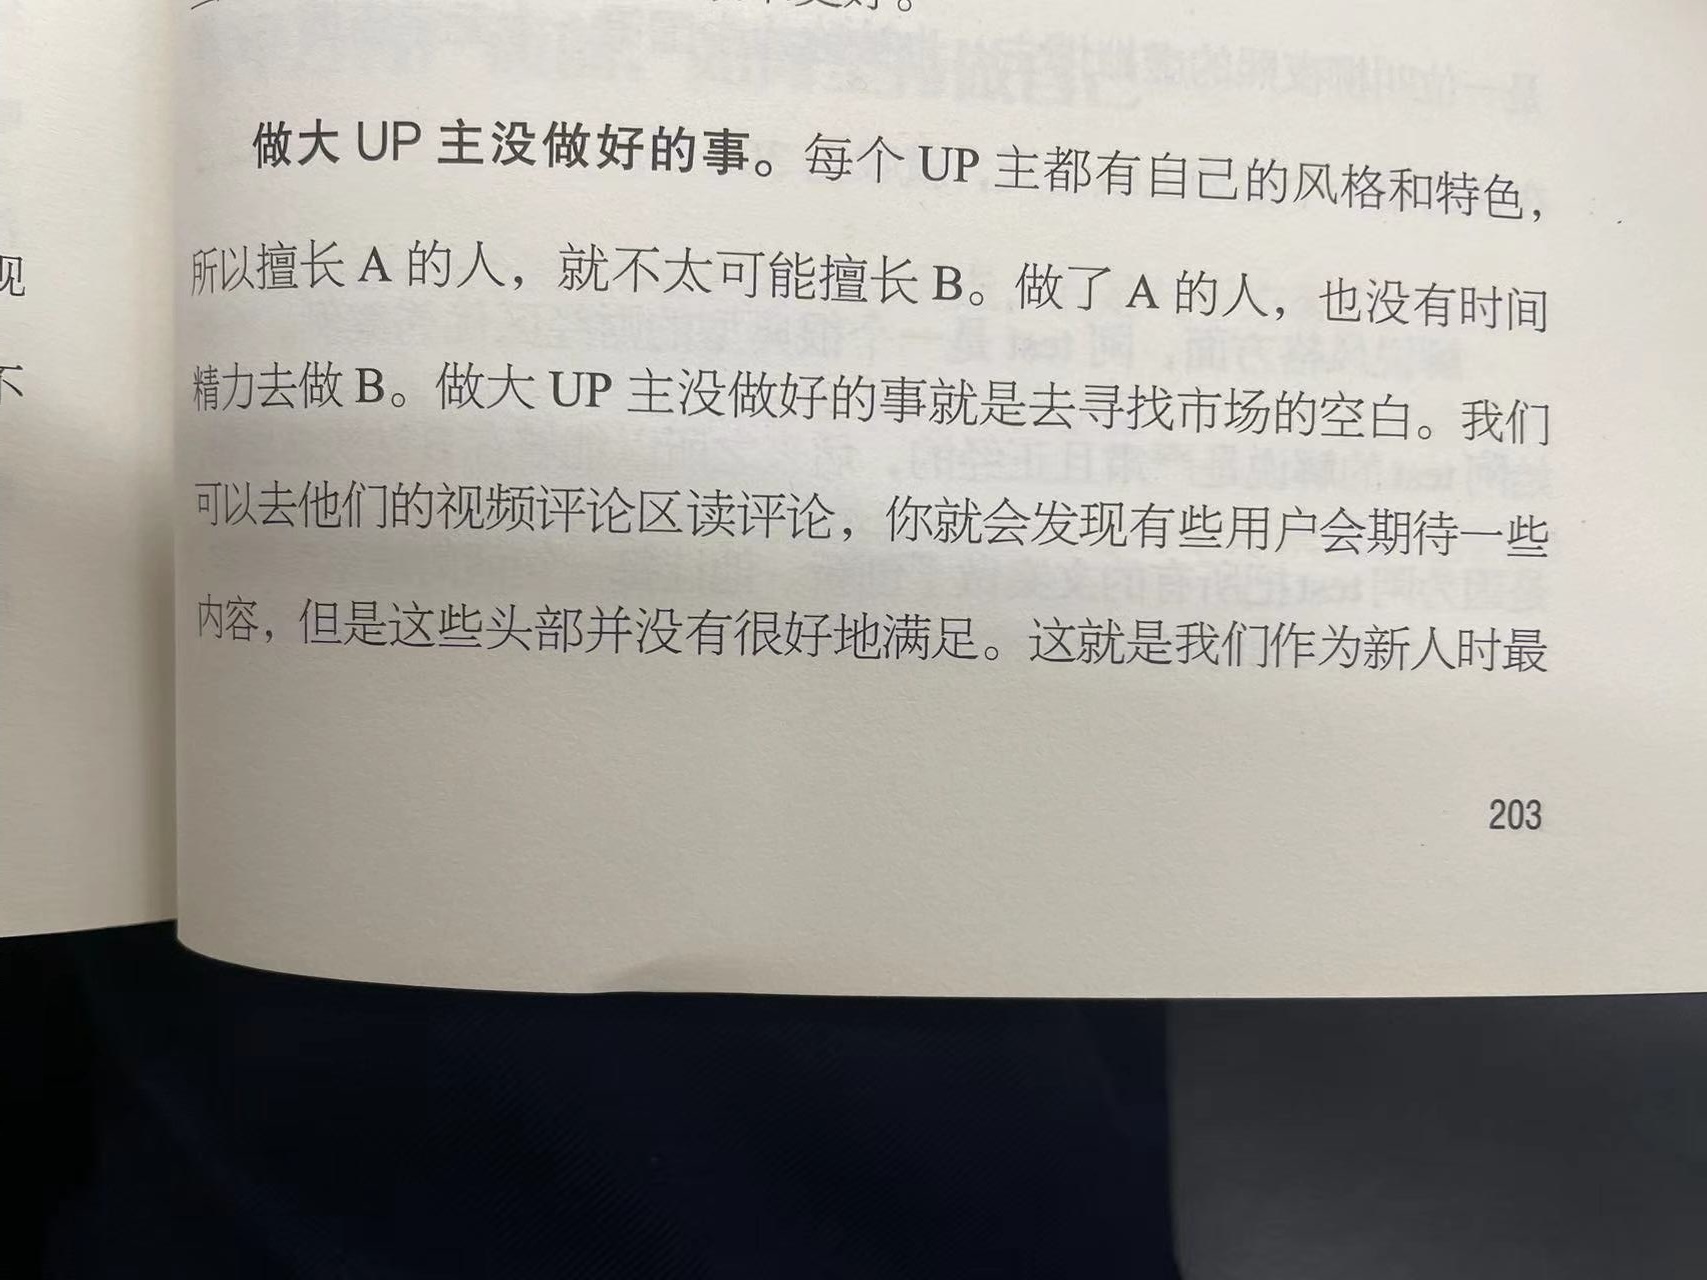 做大 UP 主没做好的事。每个 UP 主都有自己的风格和特色，
所以擅长 A 的人，就不太可能擅长 B。做了 A 的人，也没有时间
精力去做 B。做大 UP 主没做好的事就是去寻找市场的空白。我们
可以去他们的视频评论区读评论，你就会发现有些用户会期待一些
内容，但是这些头部并没有很好地满足。这就是我们作为新人时最
203
现
不